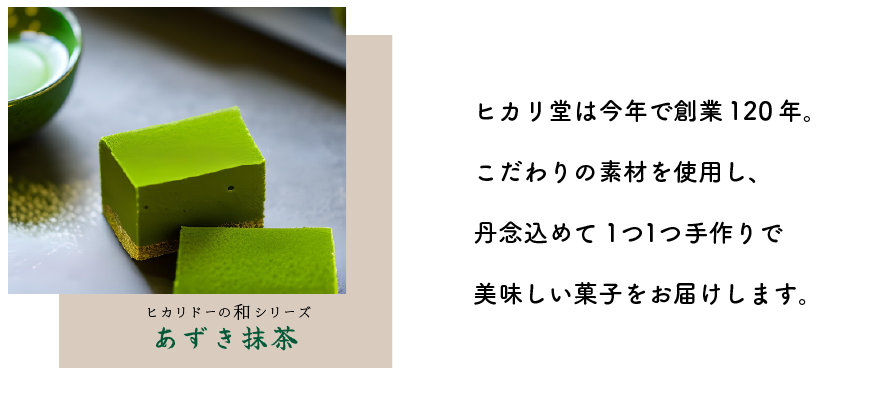 ヒカリドーの和シリーズ
あずき抹茶
ヒカリ堂は今年で創業120年。
こだわりの素材を使用し、
丹念込めて1つ1つ手作りで
美味しい菓子をお届けします。